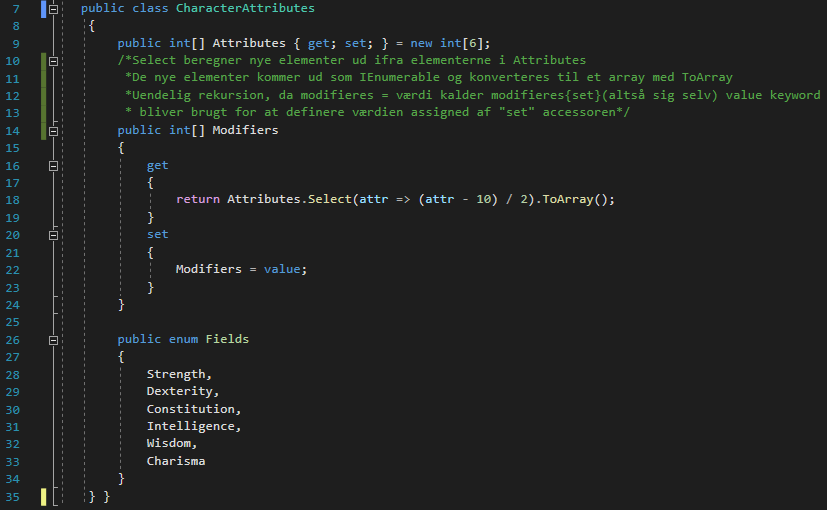 7 public class CharacterAttributes
8 {
9 public int[] Attributes { get; set; } = new int[6];
10 /*Select beregner nye elementer ud ifra elementerne i Attributes
11 *De nye elementer kommer ud som IEnumerable og konverteres til et array med ToArray
12 *Uendelig rekursion, da modifieres = værdi kalder modifieres{set}(altså sig selv) value keyword
13 * bliver brugt for at definere værdien assigned af "set" accessoren*/
14 public int[] Modifiers
15 {
16 get
17 {
18 return Attributes.Select(attr => (attr - 10) / 2).ToArray();
19 }
20 set
21 {
22 Modifiers = value;
23 }
24 }
25
26 public enum Fields
27 {
28 Strength,
29 Dexterity,
30 Constitution,
31 Intelligence,
32 Wisdom,
33 Charisma
34 }
35 } }